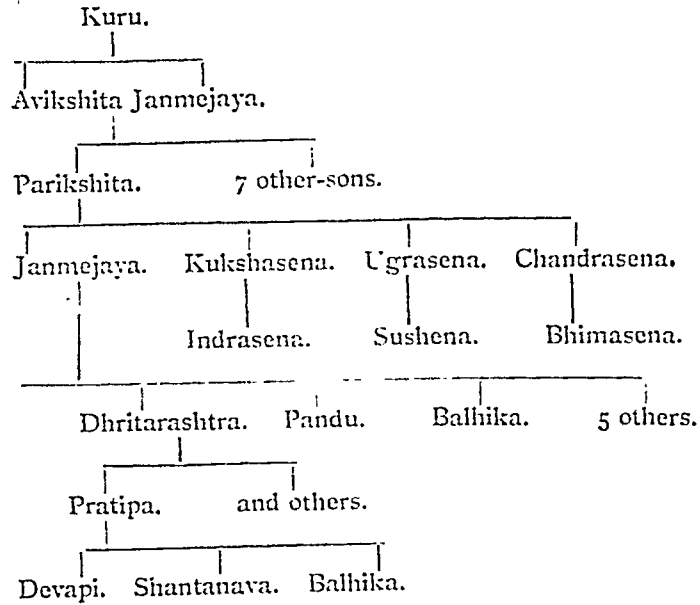 Kuru.
Avikshita Janmejaya.
Parikshita. 7 other-sons.
Janmejaya. Kukshasena. Ugrasena. Chandrasena.
Indrasena. Sushena. Bhimasena.
Dhritarashtra. Pandu. Balhika. 5 others.
Pratipa. and others.
Devapi. Shantanava. Balhika.